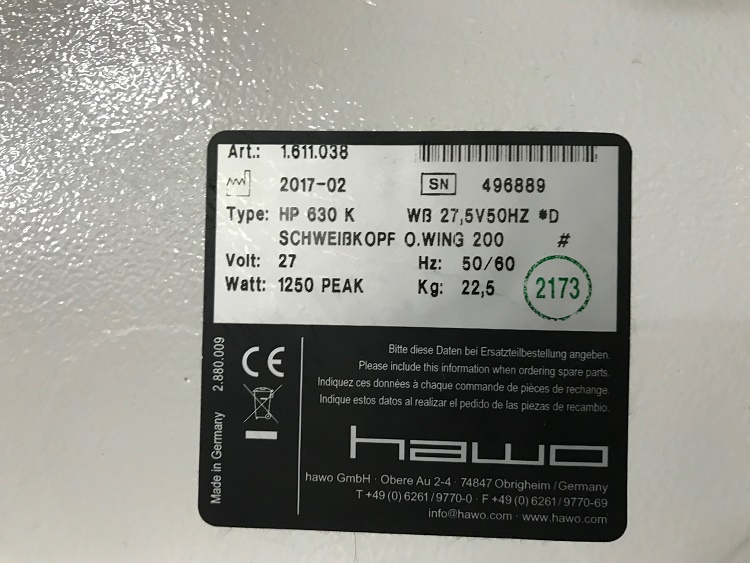 Art.: 1.611.038
2017-02 SN 496889
Type: HP 630 K WB 27,5V50HZ *D
SCHWEIßKOPF O.WING 200 #
Volt: 27 Hz: 50/60
Watt: 1250 PEAK Kg: 22,5
2173
CE
Bitte diese Daten bei Ersatzteilbestellung angeben.
Please include this information when ordering spare parts.
Indiquez ces données à chaque commande de pièces de rechange.
Indique estos datos al realizar el pedido de las piezas de recambio.
Made in Germany 2.880.009
hawo
hawo GmbH · Obere Au 2-4 · 74847 Obrigheim / Germany
T +49 (0) 6261 / 9770-0 · F +49 (0) 6261 / 9770-69
info@hawo.com · www.hawo.com